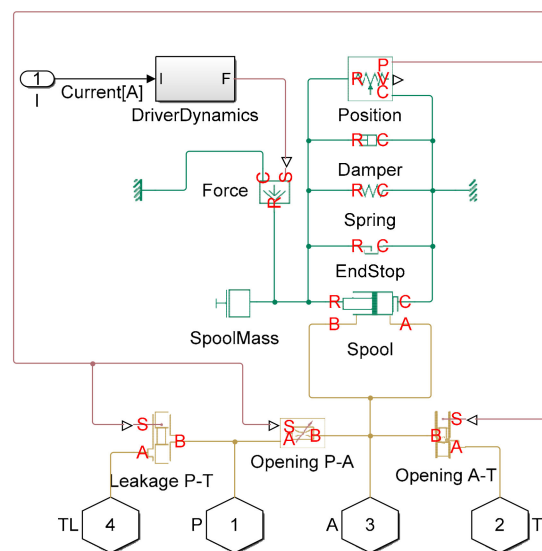 P
R V
C
Position
1
I
Current[A]
I F
DriverDynamics
R C
Damper
C S
R
Force
R C
Spring
R C
EndStop
SpoolMass
R C
B A
Spool
S
A B
Leakage P-T
S
A B
Opening P-A
S
B
A
Opening A-T
TL 4
P 1
A 3
2 T